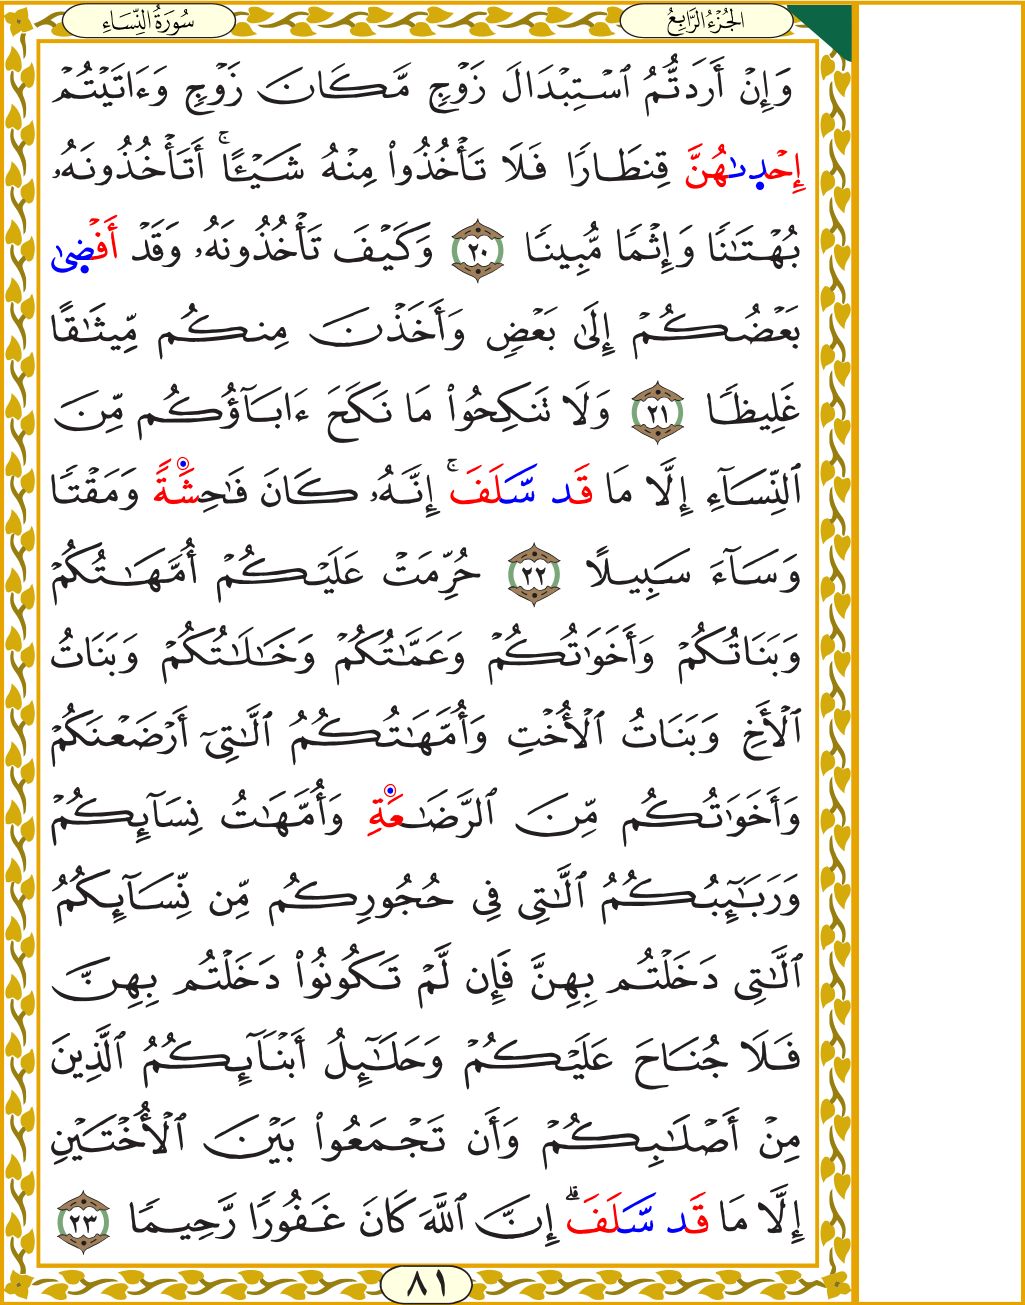 سُورَةُ النِّسَاءِ
الجُزْءُ الرَّابِعُ
وَإِنْ أَرَدتُّمُ ٱسْتِبْدَالَ زَوْجٍ مَّكَانَ زَوْجٍ وَءَاتَيْتُمْ
إِحْدِىٰهُنَّ قِنطَارًا فَلَا تَأْخُذُوا۟ مِنْهُ شَيْـًٔا ۚ أَتَأْخُذُونَهُۥ
بُهْتَـٰنًا وَإِثْمًا مُّبِينًا ٢٠ وَكَيْفَ تَأْخُذُونَهُۥ وَقَدْ أَفْضِىٰ
بَعْضُكُمْ إِلَىٰ بَعْضٍ وَأَخَذْنَ مِنكُم مِّيثَـٰقًا
غَلِيظًا ٢١ وَلَا تَنكِحُوا۟ مَا نَكَحَ ءَابَآؤُكُم مِّنَ
ٱلنِّسَآءِ إِلَّا مَا قَد سَّلَفَ ۚ إِنَّهُۥ كَانَ فَـٰحِشَةً وَمَقْتًا
وَسَآءَ سَبِيلًا ٢٢ حُرِّمَتْ عَلَيْكُمْ أُمَّهَـٰتُكُمْ
وَبَنَاتُكُمْ وَأَخَوَٰتُكُمْ وَعَمَّـٰتُكُمْ وَخَـٰلَـٰتُكُمْ وَبَنَاتُ
ٱلْأَخِ وَبَنَاتُ ٱلْأُخْتِ وَأُمَّهَـٰتُكُمُ ٱلَّـٰتِىٓ أَرْضَعْنَكُمْ
وَأَخَوَٰتُكُم مِّنَ ٱلرَّضَـٰعَةِ وَأُمَّهَـٰتُ نِسَآئِكُمْ
وَرَبَـٰٓئِبُكُمُ ٱلَّـٰتِى فِى حُجُورِكُم مِّن نِّسَآئِكُمُ
ٱلَّـٰتِى دَخَلْتُم بِهِنَّ فَإِن لَّمْ تَكُونُوا۟ دَخَلْتُم بِهِنَّ
فَلَا جُنَاحَ عَلَيْكُمْ وَحَلَـٰٓئِلُ أَبْنَآئِكُمُ ٱلَّذِينَ
مِنْ أَصْلَـٰبِكُمْ وَأَن تَجْمَعُوا۟ بَيْنَ ٱلْأُخْتَيْنِ
إِلَّا مَا قَد سَّلَفَ ۗ إِنَّ ٱللَّهَ كَانَ غَفُورًا رَّحِيمًا ٢٣
٨١